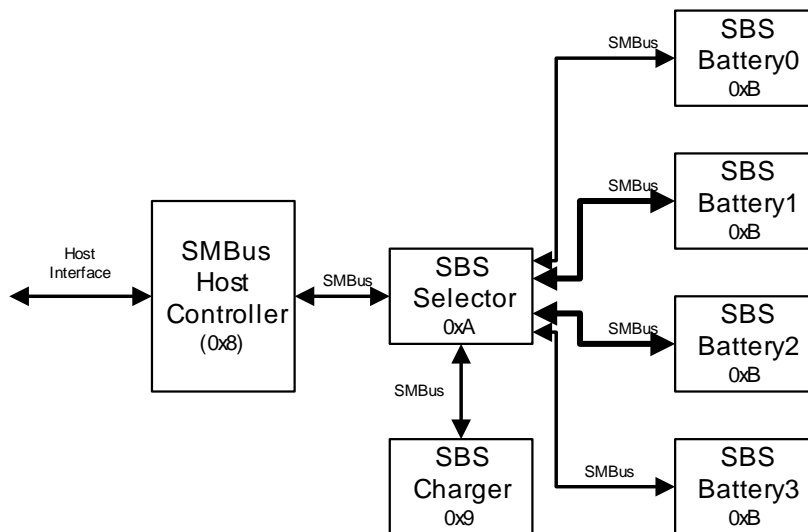 Host
Interface
SMBus
Host
Controller
(0x8)
SMBus
SBS
Selector
0xA
SMBus
SBS
Charger
0x9
SMBus
SBS
Battery0
0xB
SMBus
SBS
Battery1
0xB
SMBus
SBS
Battery2
0xB
SMBus
SBS
Battery3
0xB